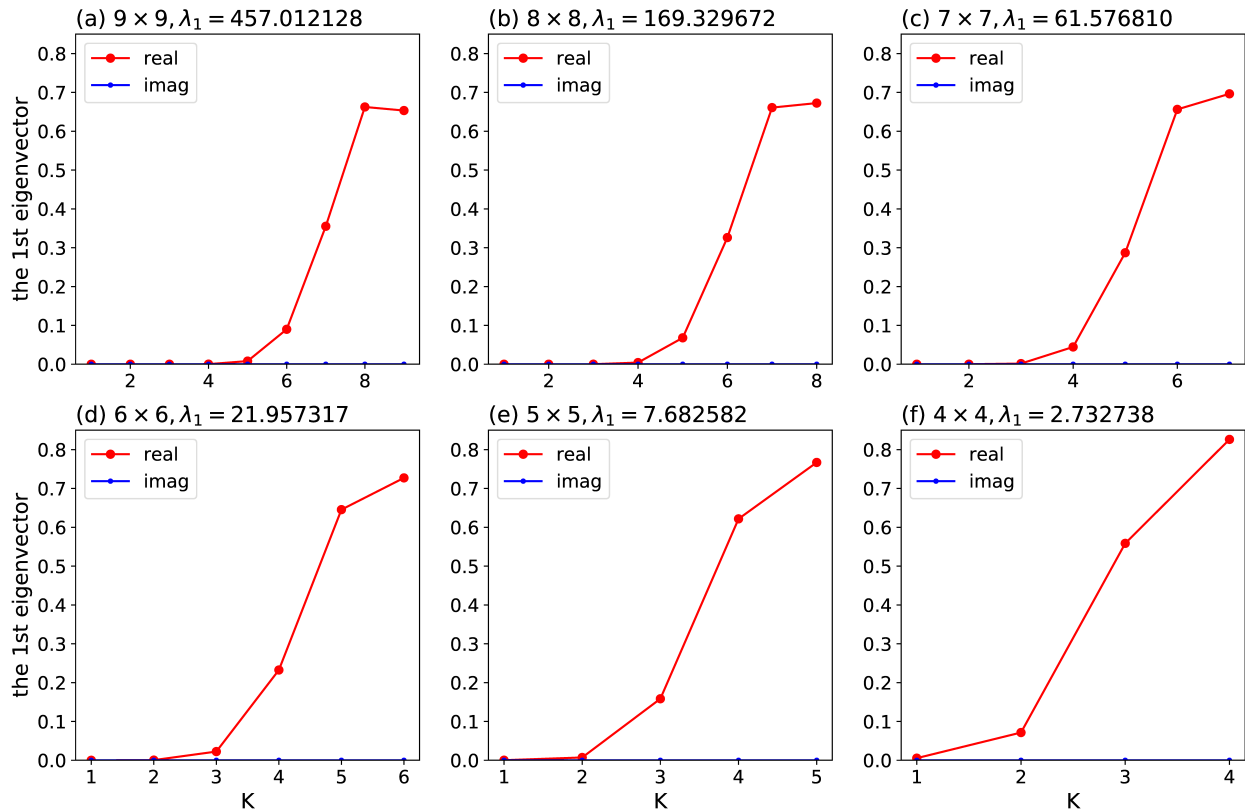 (a) 9 × 9, λ₁ = 457.012128
(b) 8 × 8, λ₁ = 169.329672
(c) 7 × 7, λ₁ = 61.576810
the 1st eigenvector
0.8
0.7
0.6
0.5
0.4
0.3
0.2
0.1
0.0
real
imag
2 4 6 8
0.8
0.7
0.6
0.5
0.4
0.3
0.2
0.1
0.0
real
imag
2 4 6 8
0.8
0.7
0.6
0.5
0.4
0.3
0.2
0.1
0.0
real
imag
2 4 6
(d) 6 × 6, λ₁ = 21.957317
(e) 5 × 5, λ₁ = 7.682582
(f) 4 × 4, λ₁ = 2.732738
the 1st eigenvector
0.8
0.7
0.6
0.5
0.4
0.3
0.2
0.1
0.0
real
imag
1 2 3 4 5 6
K
0.8
0.7
0.6
0.5
0.4
0.3
0.2
0.1
0.0
real
imag
1 2 3 4 5
K
0.8
0.7
0.6
0.5
0.4
0.3
0.2
0.1
0.0
real
imag
1 2 3 4
K